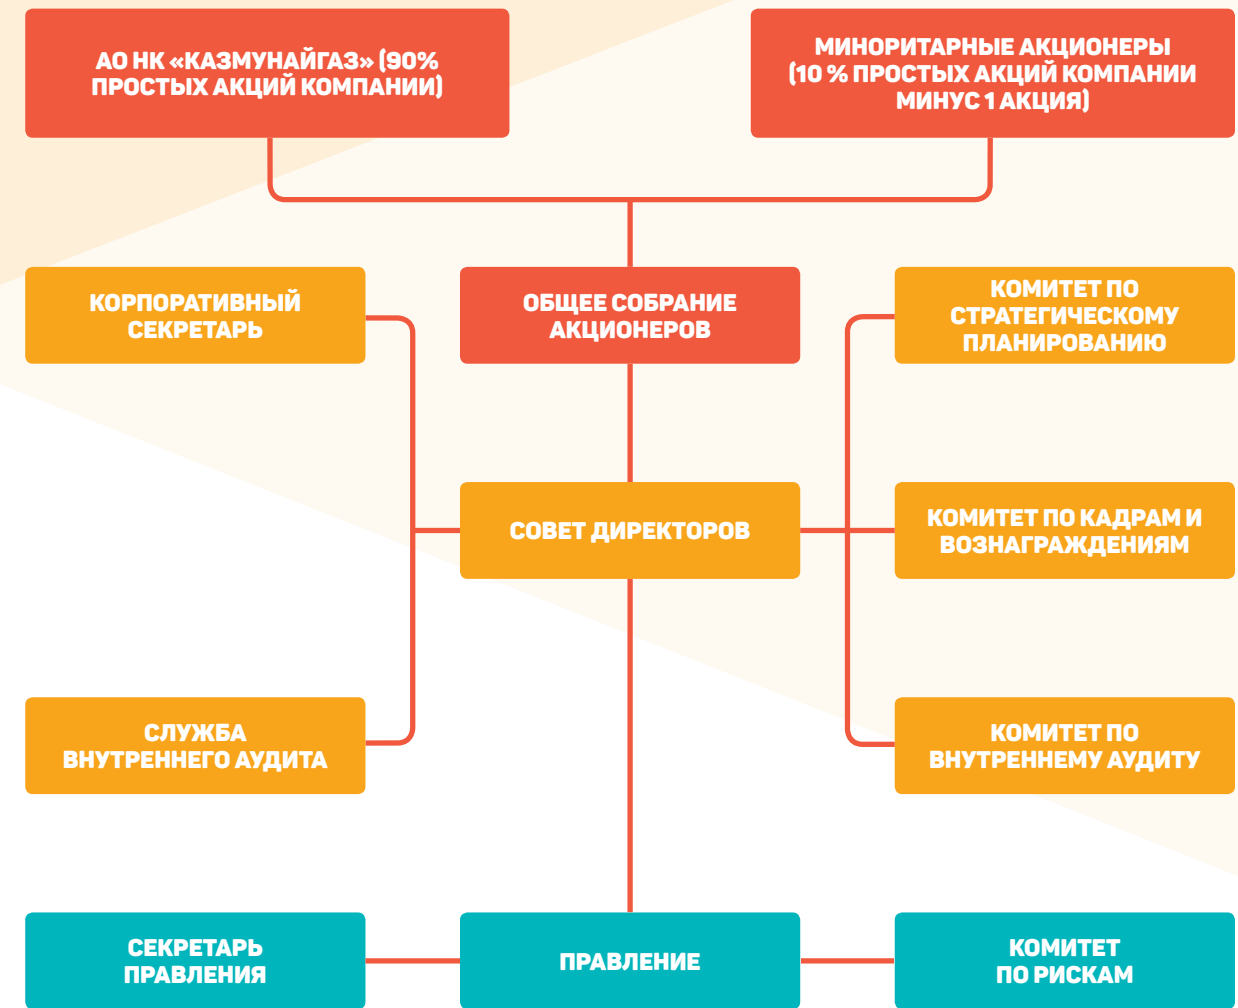 АО НК «КАЗМУНАЙГАЗ» (90%
ПРОСТЫХ АКЦИЙ КОМПАНИИ)
МИНОРИТАРНЫЕ АКЦИОНЕРЫ
(10 % ПРОСТЫХ АКЦИЙ КОМПАНИИ
МИНУС 1 АКЦИЯ)
КОРПОРАТИВНЫЙ
СЕКРЕТАРЬ
ОБЩЕЕ СОБРАНИЕ
АКЦИОНЕРОВ
КОМИТЕТ ПО
СТРАТЕГИЧЕСКОМУ
ПЛАНИРОВАНИЮ
СОВЕТ ДИРЕКТОРОВ
КОМИТЕТ ПО КАДРАМ И
ВОЗНАГРАЖДЕНИЯМ
СЛУЖБА
ВНУТРЕННЕГО АУДИТА
КОМИТЕТ ПО
ВНУТРЕННЕМУ АУДИТУ
СЕКРЕТАРЬ
ПРАВЛЕНИЯ
ПРАВЛЕНИЕ
КОМИТЕТ
ПО РИСКАМ